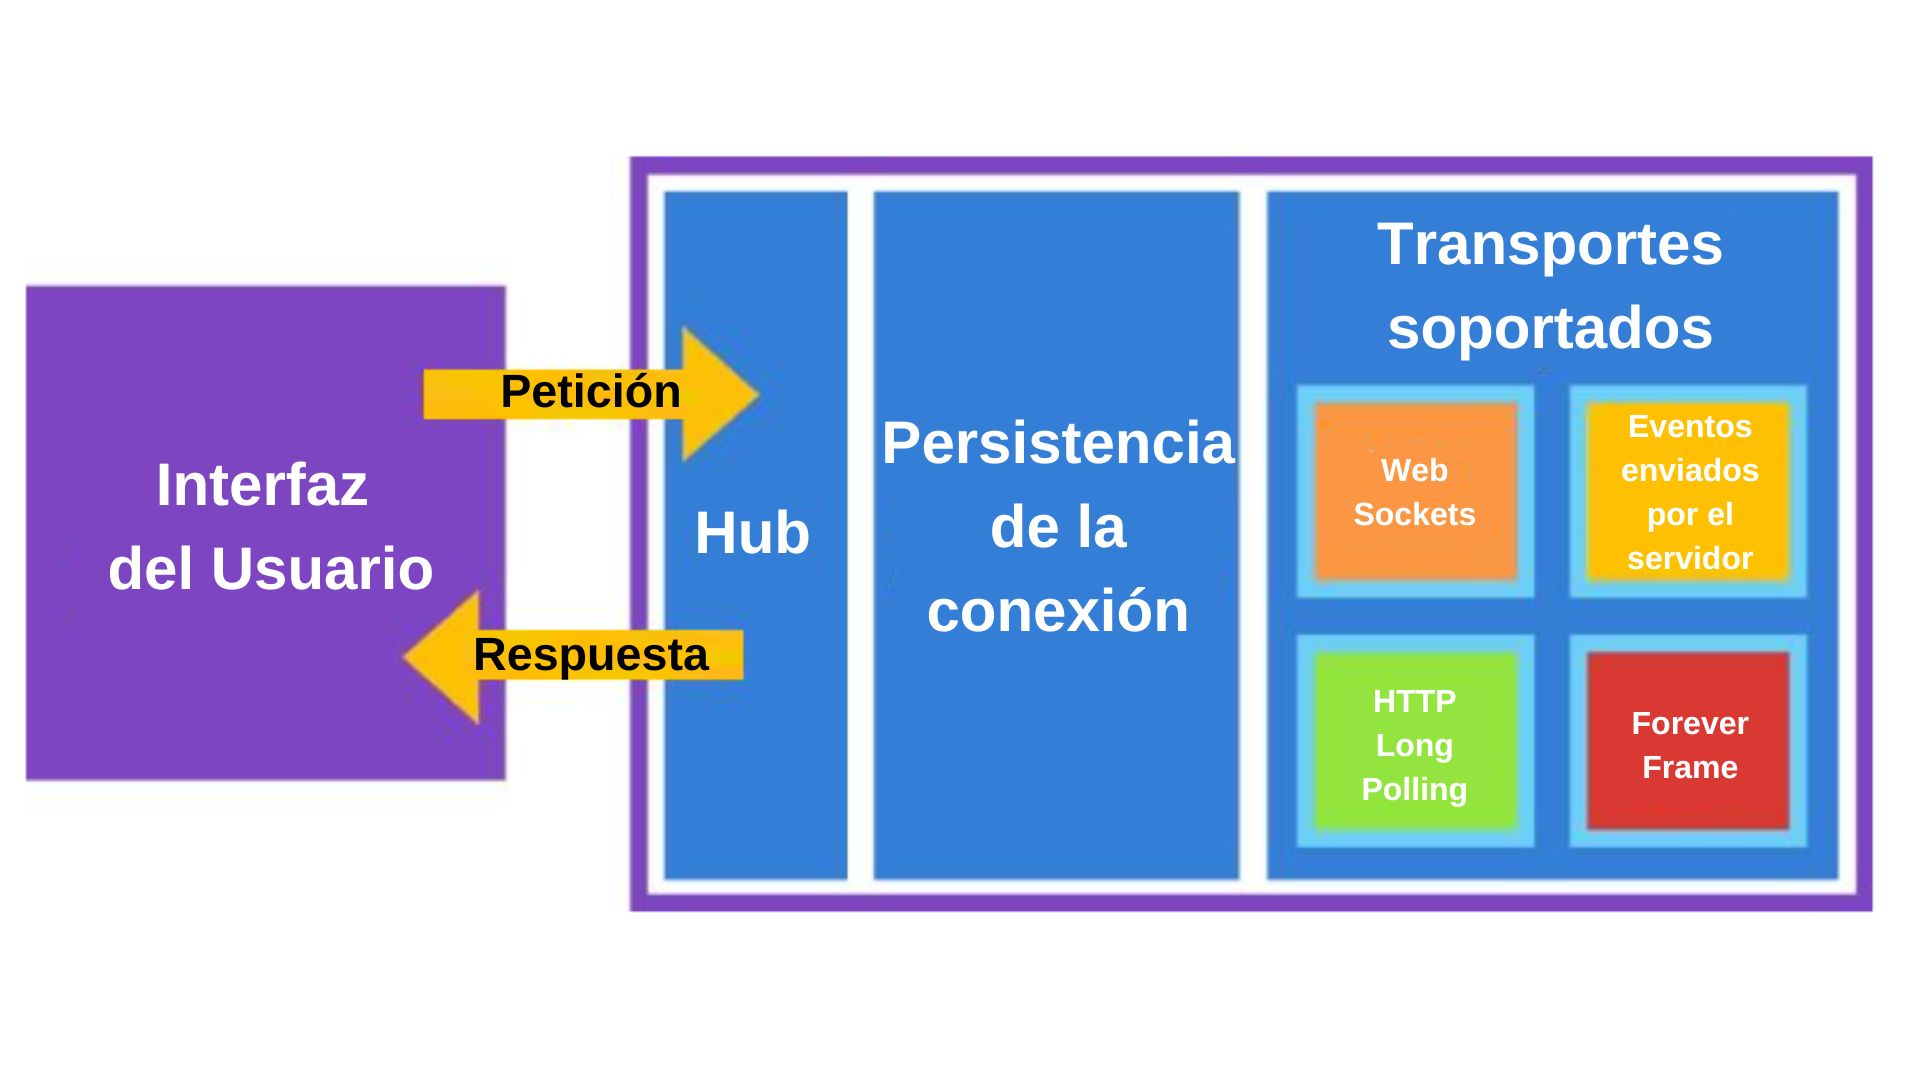 Interfaz
del Usuario
Petición
Respuesta
Hub
Persistencia
de la
conexión
Transportes
soportados
Web
Sockets
Eventos
enviados
por el
servidor
HTTP
Long
Polling
Forever
Frame